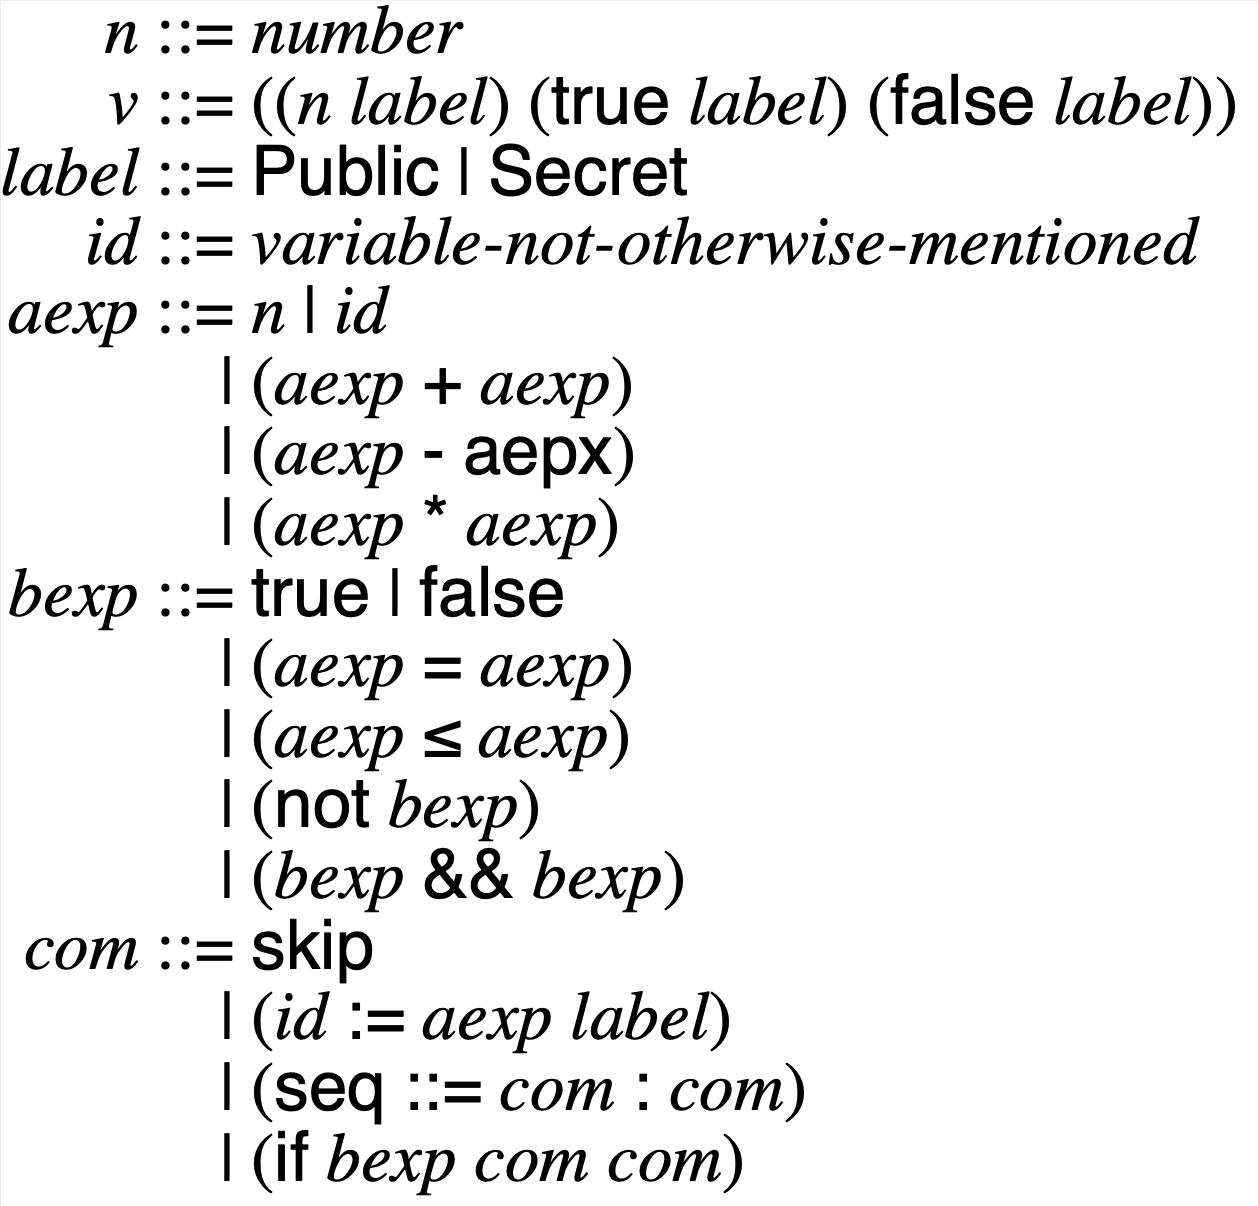 n ::= number
v ::= ((n label) (true label) (false label))
label ::= Public | Secret
id ::= variable-not-otherwise-mentioned
aexp ::= n | id
| (aexp + aexp)
| (aexp - aepx)
| (aexp * aexp)
bexp ::= true | false
| (aexp = aexp)
| (aexp ≤ aexp)
| (not bexp)
| (bexp && bexp)
com ::= skip
| (id := aexp label)
| (seq ::= com : com)
| (if bexp com com)